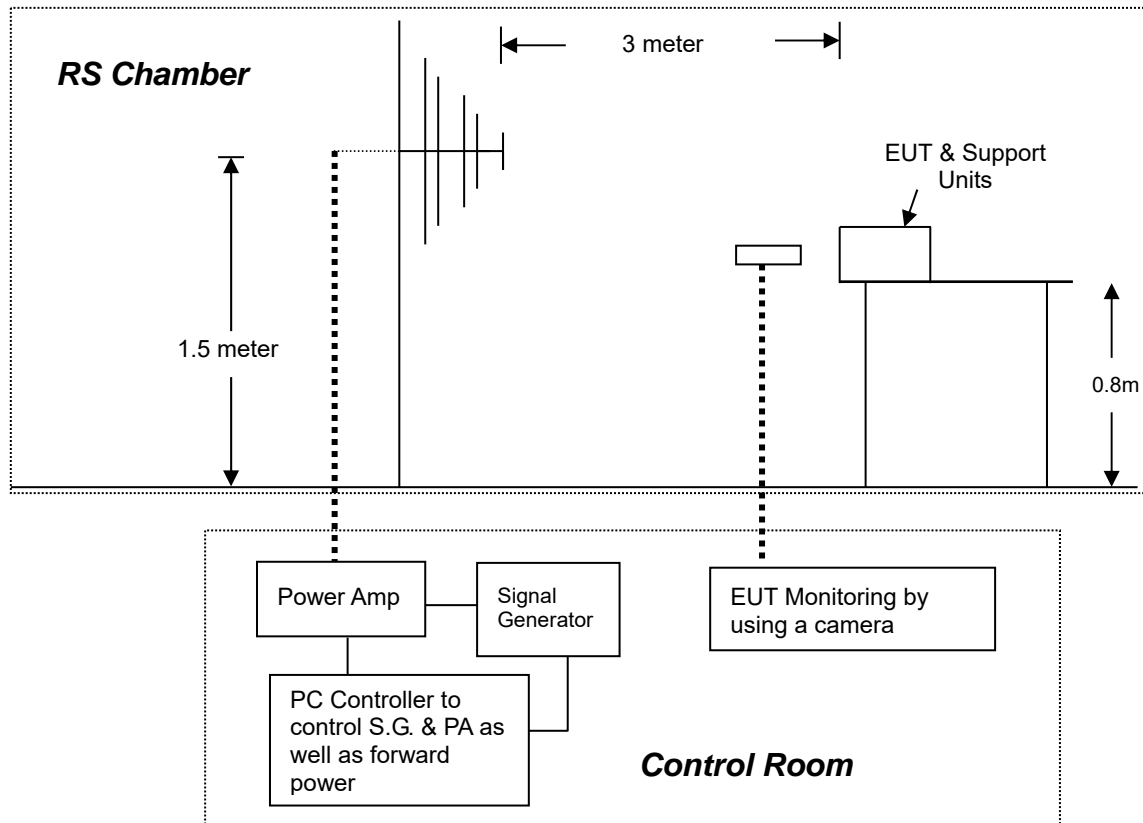 3 meter
RS Chamber
EUT & Support
Units
1.5 meter
0.8m
Power Amp
Signal
Generator
EUT Monitoring by
using a camera
PC Controller to
control S.G. & PA as
well as forward
power
Control Room